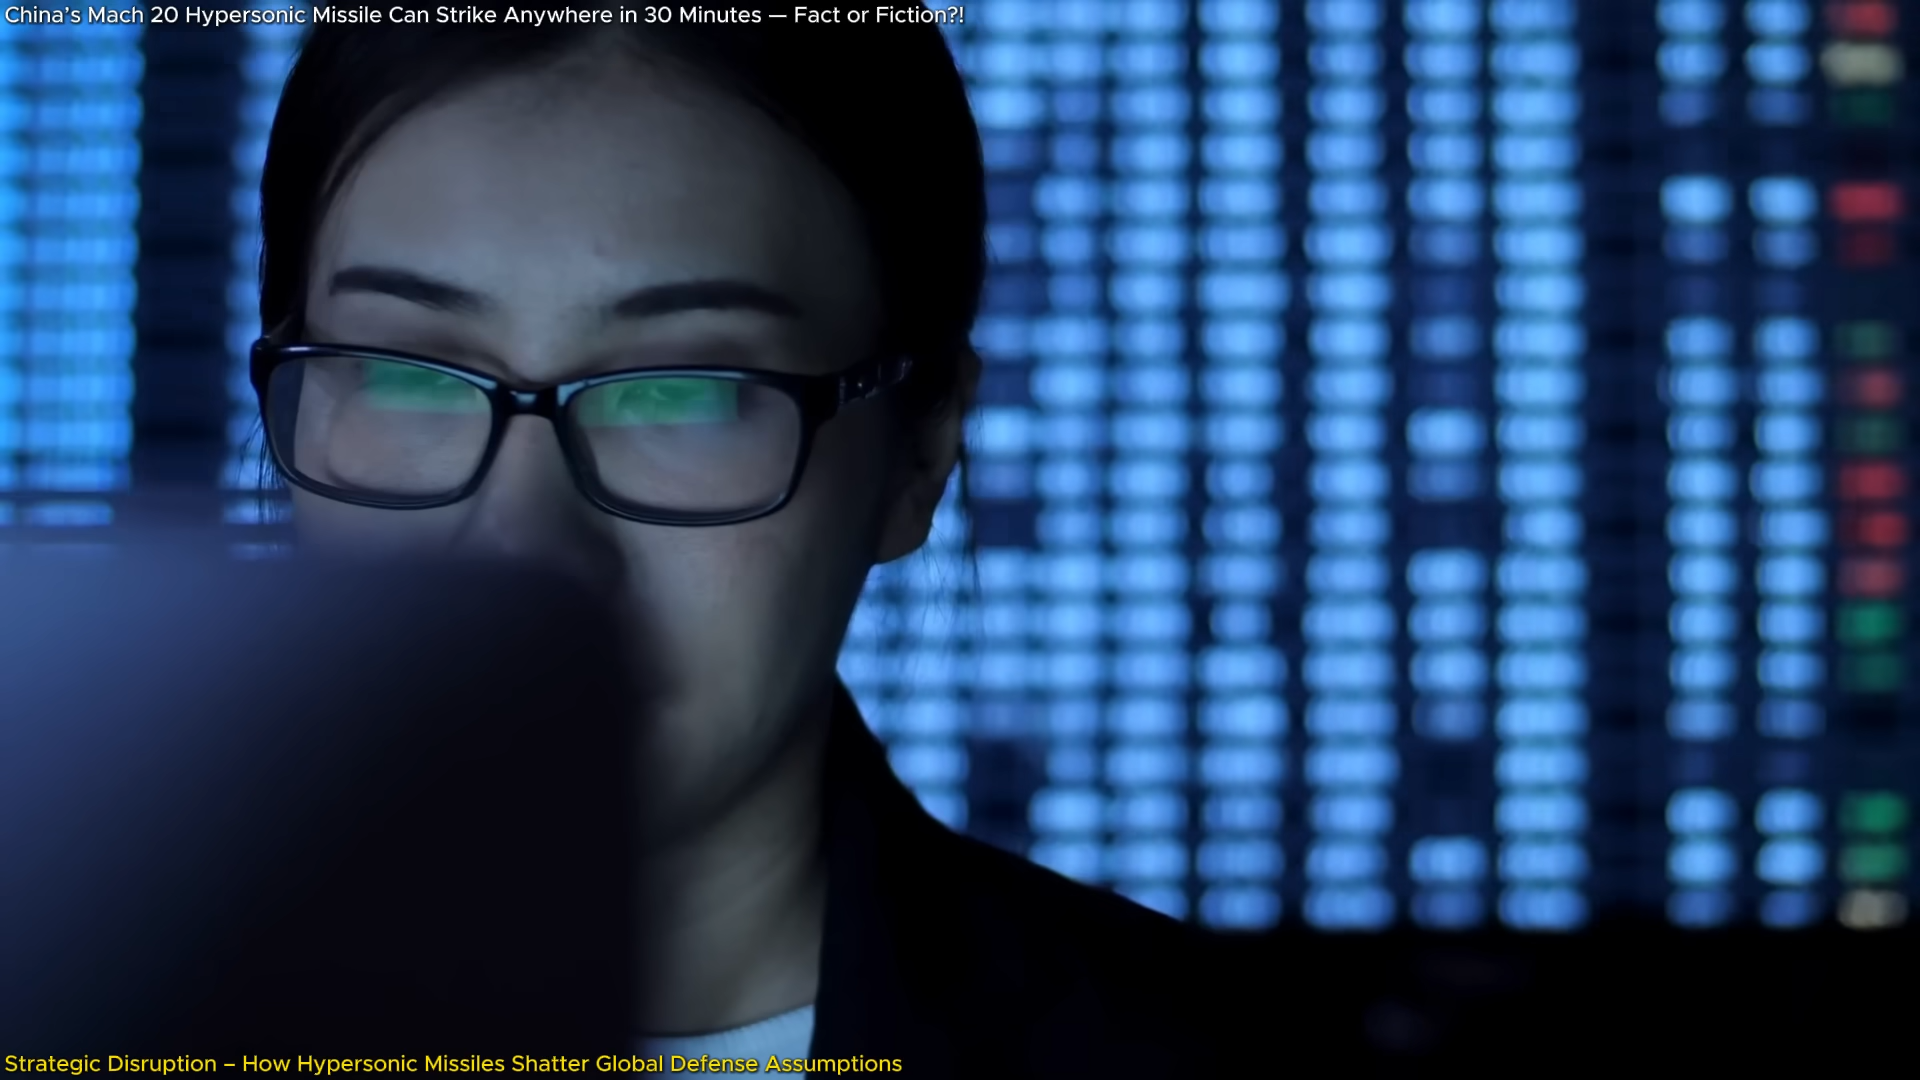 China’s Mach 20 Hypersonic Missile Can Strike Anywhere in 30 Minutes — Fact or Fiction?!
Strategic Disruption – How Hypersonic Missiles Shatter Global Defense Assumptions